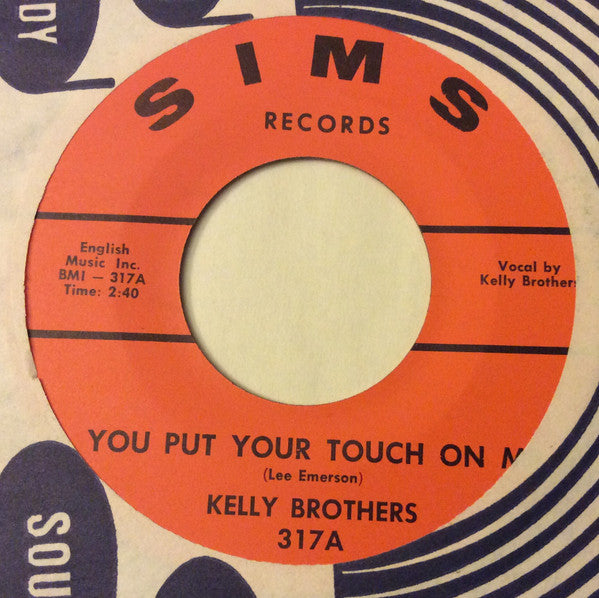 DY
SIMS
RECORDS
English
Music Inc.
BMI — 317A
Time: 2:40
Vocal by
Kelly Brothers
YOU PUT YOUR TOUCH ON M
(Lee Emerson)
KELLY BROTHERS
317A
SOU